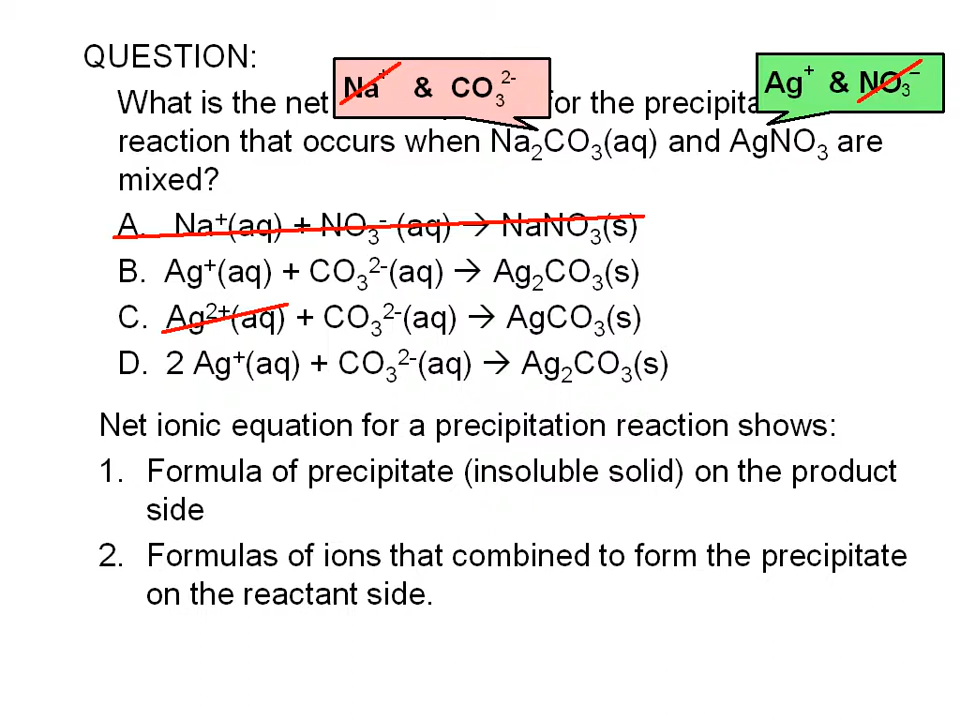 QUESTION:
Na⁺ & CO₃²⁻
Ag⁺ & NO₃⁻
What is the net for the precipita
reaction that occurs when Na₂CO₃(aq) and AgNO₃ are
mixed?
A. Na⁺(aq) + NO₃⁻ (aq) → NaNO₃(s)
B. Ag⁺(aq) + CO₃²⁻(aq) → Ag₂CO₃(s)
C. Ag²⁺(aq) + CO₃²⁻(aq) → AgCO₃(s)
D. 2 Ag⁺(aq) + CO₃²⁻(aq) → Ag₂CO₃(s)
Net ionic equation for a precipitation reaction shows:
1. Formula of precipitate (insoluble solid) on the product
side
2. Formulas of ions that combined to form the precipitate
on the reactant side.